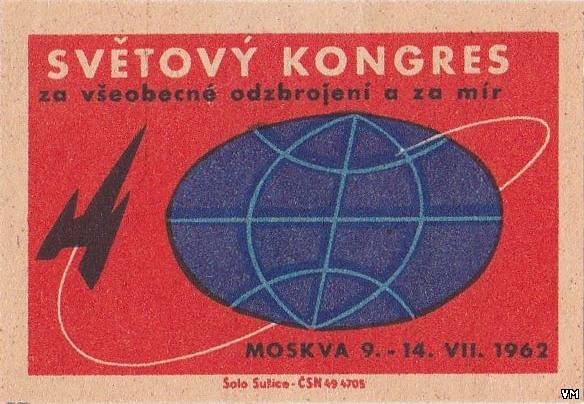 SVĚTOVÝ KONGRES
za všeobecné odzbrojení a za mír
MOSKVA 9. - 14. VII. 1962
Solo Sušice - ČSN 49 4705
VM